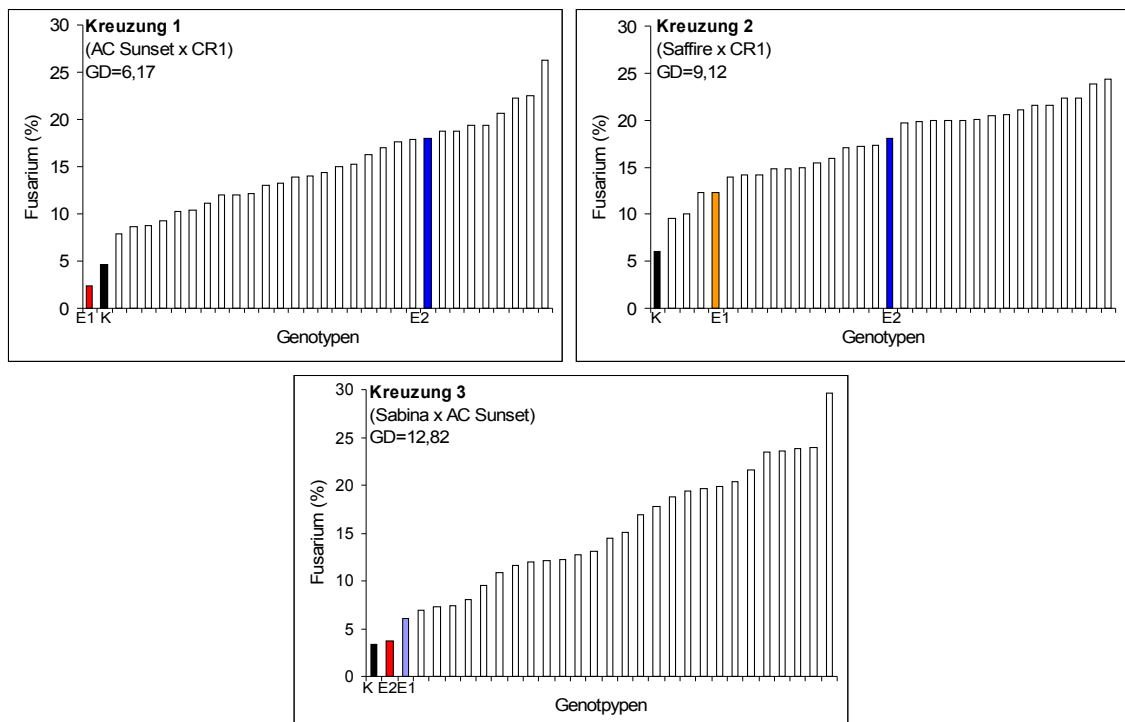 Kreuzung 1
(AC Sunset x CR1)
GD=6,17
Fusarium (%)
30
25
20
15
10
5
0
E1 K E2
Genotypen
Kreuzung 2
(Saffire x CR1)
GD=9,12
Fusarium (%)
30
25
20
15
10
5
0
K E1 E2
Genotypen
Kreuzung 3
(Sabina x AC Sunset)
GD=12,82
Fusarium (%)
30
25
20
15
10
5
0
K E2E1
Genotpypen